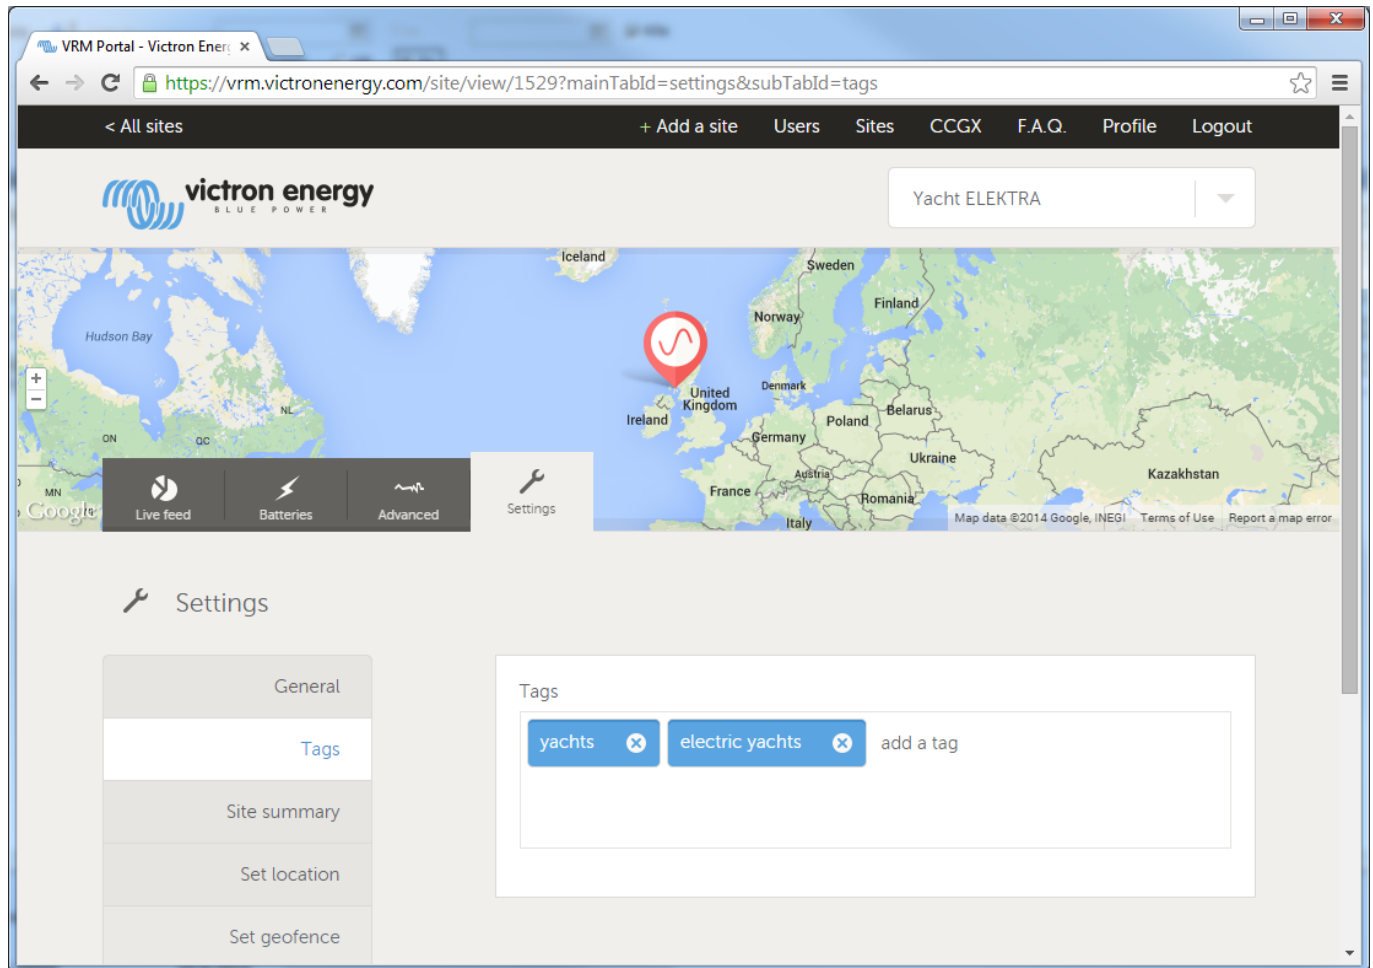 VRM Portal - Victron Energ
https://vrm.victronenergy.com/site/view/1529?mainTabId=settings&subTabId=tags
< All sites + Add a site Users Sites CCGX F.A.Q. Profile Logout
victron energy
BLUE POWER
Yacht ELEKTRA
Iceland
Sweden
Finland
Norway
Hudson Bay
United
Kingdom
Denmark
Ireland
NL
Belarus
Poland
ON
QC
Germany
Ukraine
Austria
Kazakhstan
MN
France
Romania
Google
Live feed Batteries Advanced Settings
Italy
Map data ©2014 Google, INEGI Terms of Use Report a map error
Settings
General
Tags
Site summary
Set location
Set geofence
Tags
yachts electric yachts add a tag